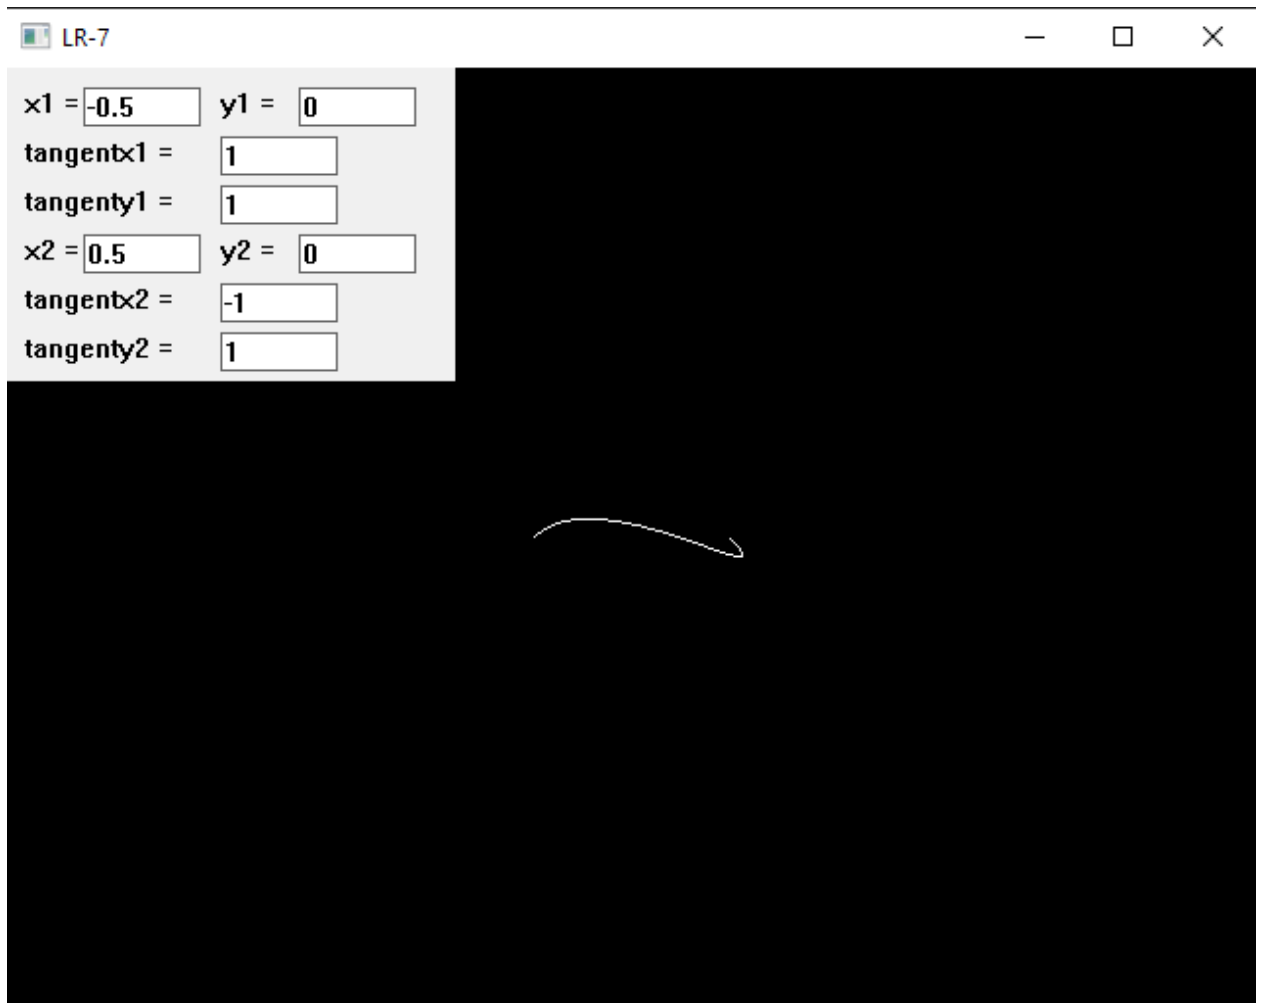 LR-7
x1 = -0.5 y1 = 0
tangentx1 = 1
tangenty1 = 1
x2 = 0.5 y2 = 0
tangentx2 = -1
tangenty2 = 1